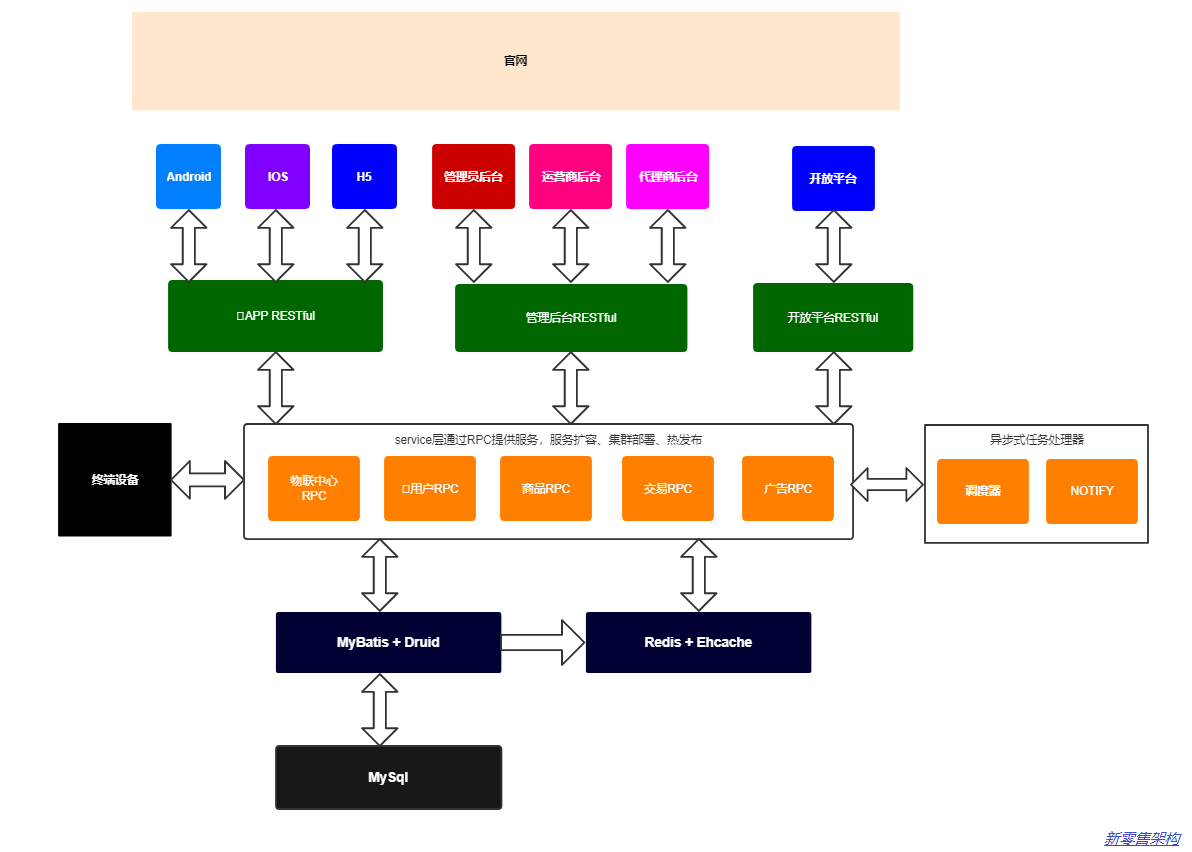 官网
Android
IOS
H5
管理员后台
运营商后台
代理商后台
开放平台
APP RESTful
管理后台RESTful
开放平台RESTful
终端设备
service层通过RPC提供服务，服务扩容、集群部署、热发布
物联中心
RPC
用户RPC
商品RPC
交易RPC
广告RPC
异步式任务处理器
调度器
NOTIFY
MyBatis + Druid
Redis + Ehcache
MySql
新零售架构